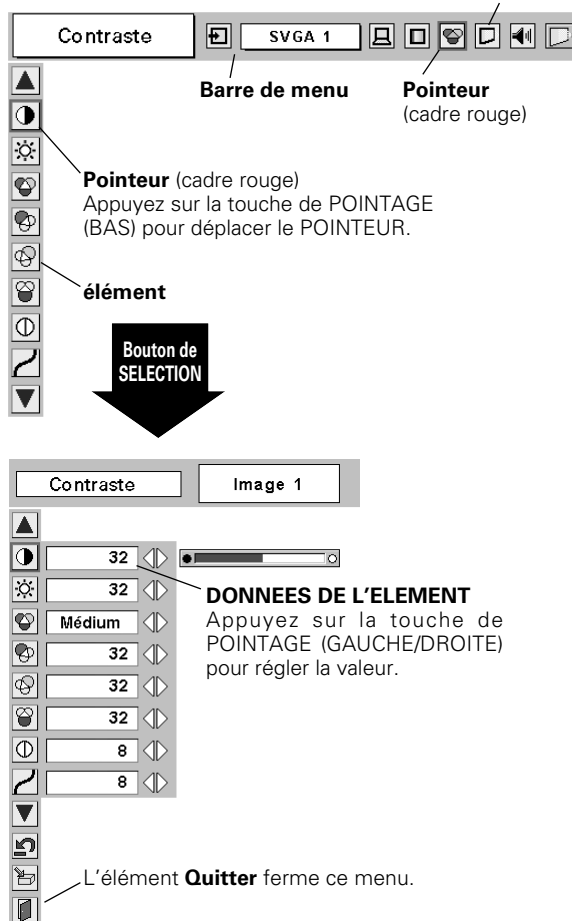 Contraste
SVGA 1
Barre de menu
Pointeur
(cadre rouge)
Pointeur (cadre rouge)
Appuyez sur la touche de POINTAGE
(BAS) pour déplacer le POINTEUR.
élément
Bouton de
SELECTION
Contraste
Image 1
32
32
Médium
32
32
32
8
8
DONNEES DE L'ELEMENT
Appuyez sur la touche de
POINTAGE (GAUCHE/DROITE)
pour régler la valeur.
L'élément Quitter ferme ce menu.